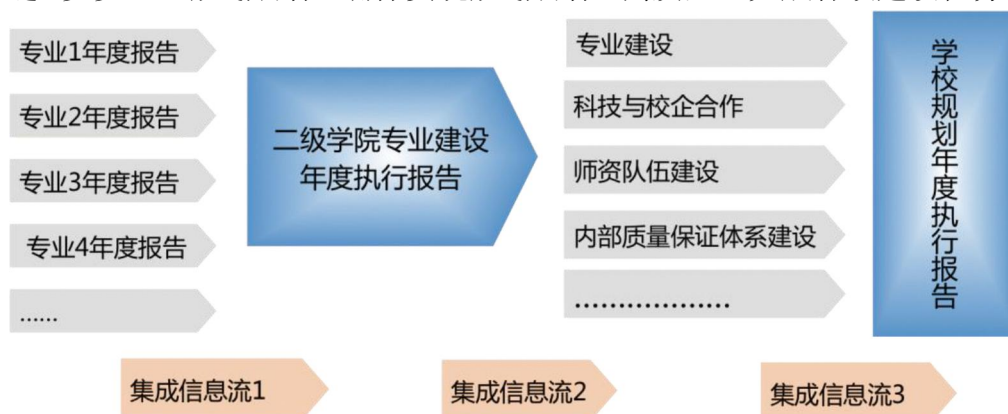 专业1年度报告
专业2年度报告
专业3年度报告
专业4年度报告
......
二级学院专业建设
年度执行报告
专业建设
科技与校企合作
师资队伍建设
内部质量保证体系建设
..................
学校规划年度执行报告
集成信息流1
集成信息流2
集成信息流3